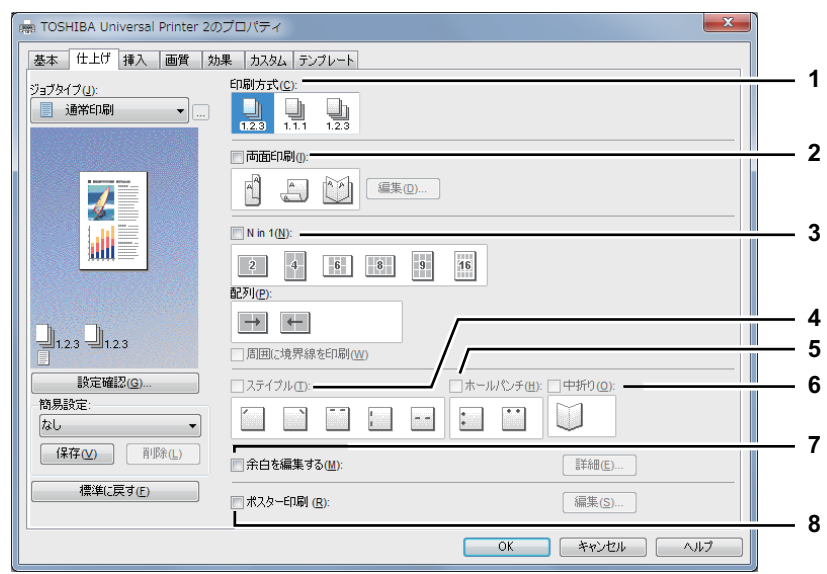 TOSHIBA Universal Printer 2のプロパティ
基本 仕上げ 挿入 画質 効果 カスタム テンプレート
ジョブタイプ(J):
通常印刷
...
1.2.3 1.2.3
設定確認(G)...
簡易設定:
なし
保存(V) 削除(L)
標準に戻す(F)
印刷方式(C):
1
1.2.3 1.1.1 1.2.3
両面印刷(I):
2
A A A A
編集(D)...
N in 1(N):
3
2 4 6 8 9 16
配列(P):
周囲に境界線を印刷(W)
4
5
ステイプル(T): ホールパンチ(H): 中折り(O):
6
7
余白を編集する(M): 詳細(E)...
ポスター印刷 (R): 編集(S)...
8
OK キャンセル ヘルプ